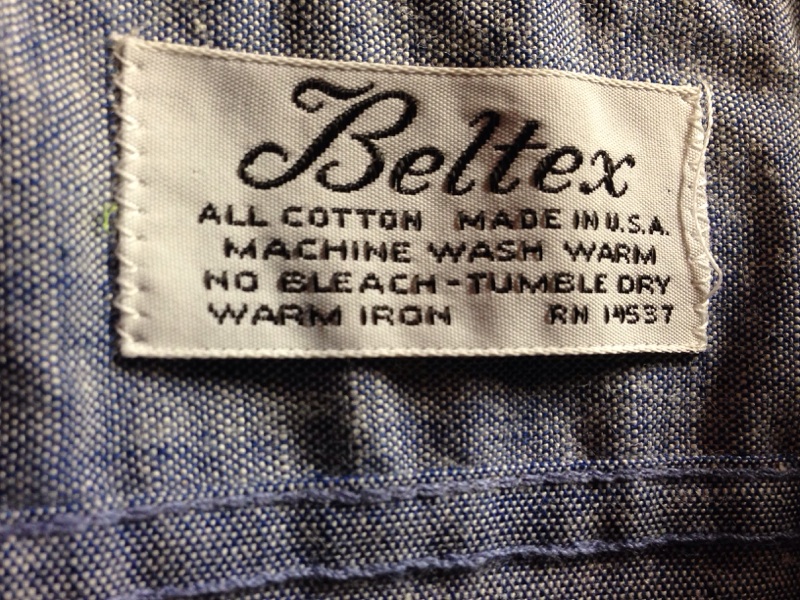 Beltex
ALL COTTON MADE IN U.S.A.
MACHINE WASH WARM
NO BLEACH-TUMBLE DRY
WARM IRON RN 14537